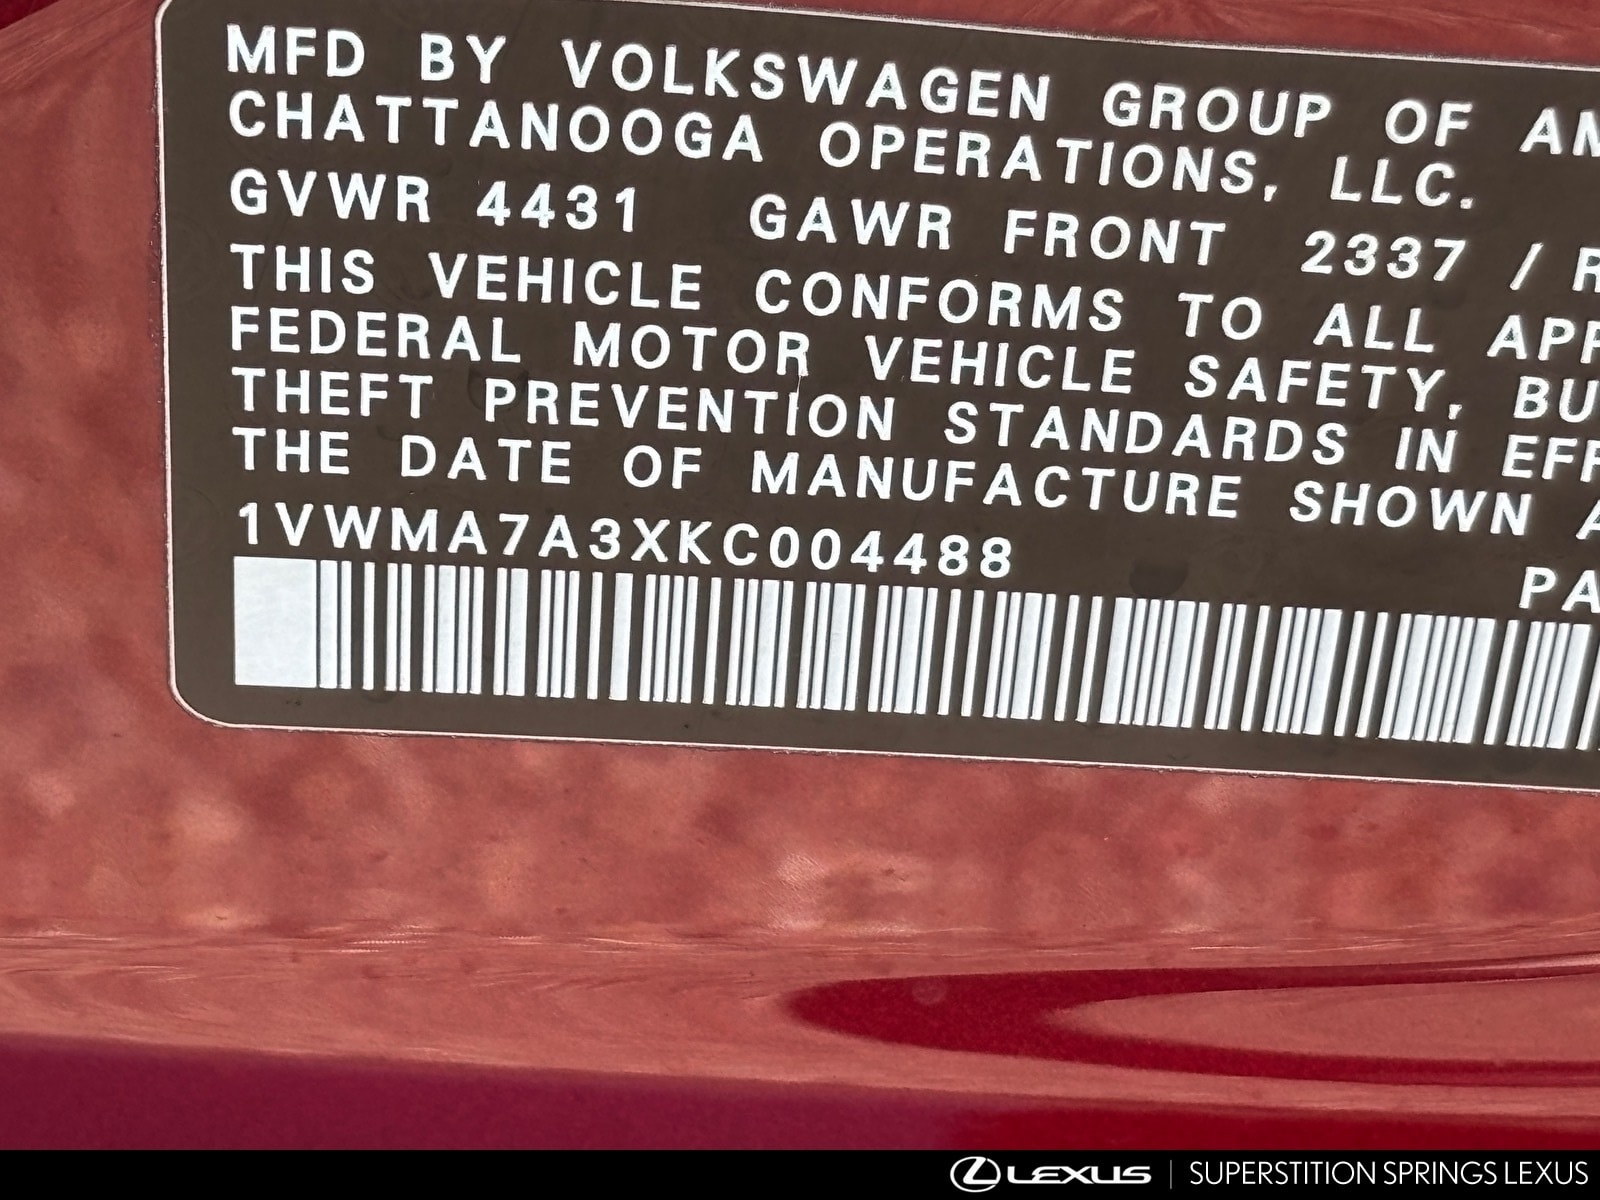 MFD BY VOLKSWAGEN GROUP OF AM
CHATTANOOGA OPERATIONS, LLC.
GVWR 4431 GAWR FRONT 2337 / R
THIS VEHICLE CONFORMS TO ALL APP
FEDERAL MOTOR VEHICLE SAFETY, BU
THEFT PREVENTION STANDARDS IN EFF
THE DATE OF MANUFACTURE SHOWN A
1VWMA7A3XKC004488
PA
LEXUS | SUPERSTITION SPRINGS LEXUS